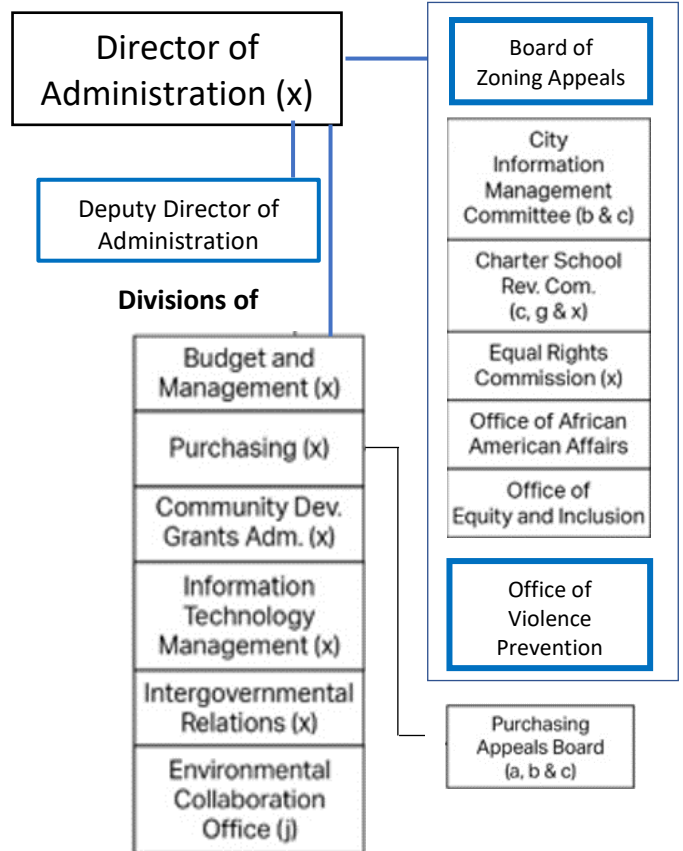 Director of
Administration (x)
Deputy Director of
Administration
Divisions of
Budget and
Management (x)
Purchasing (x)
Community Dev.
Grants Adm. (x)
Information
Technology
Management (x)
Intergovernmental
Relations (x)
Environmental
Collaboration
Office (j)
Board of
Zoning Appeals
City
Information
Management
Committee (b & c)
Charter School
Rev. Com.
(c, g & x)
Equal Rights
Commission (x)
Office of African
American Affairs
Office of
Equity and Inclusion
Office of
Violence
Prevention
Purchasing
Appeals Board
(a, b & c)